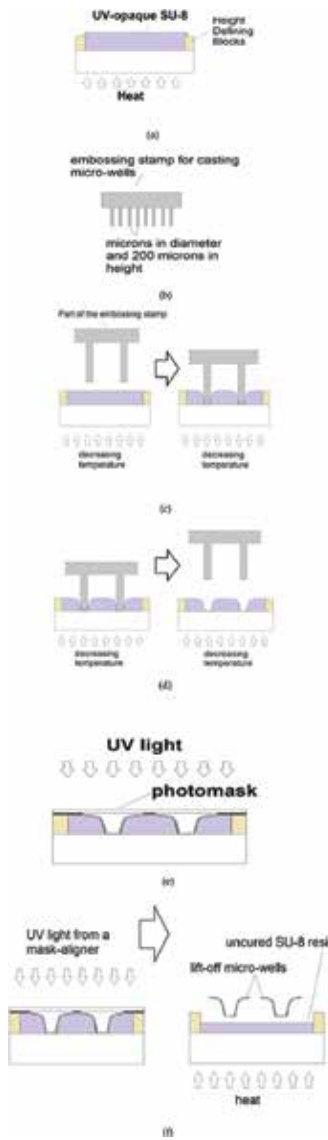 UV-opaque SU-8
Height
Defining
Blocks
Heat
(a)
embossing stamp for casting
micro-wells
microns in diameter
and 200 microns in
height
(b)
Part of the embossing stamp
decreasing
temperature
decreasing
temperature
(c)
decreasing
temperature
decreasing
temperature
(d)
UV light
photomask
(e)
UV light from a
mask-aligner
uncured SU-8 resi
lift-off micro-wells
heat
(f)